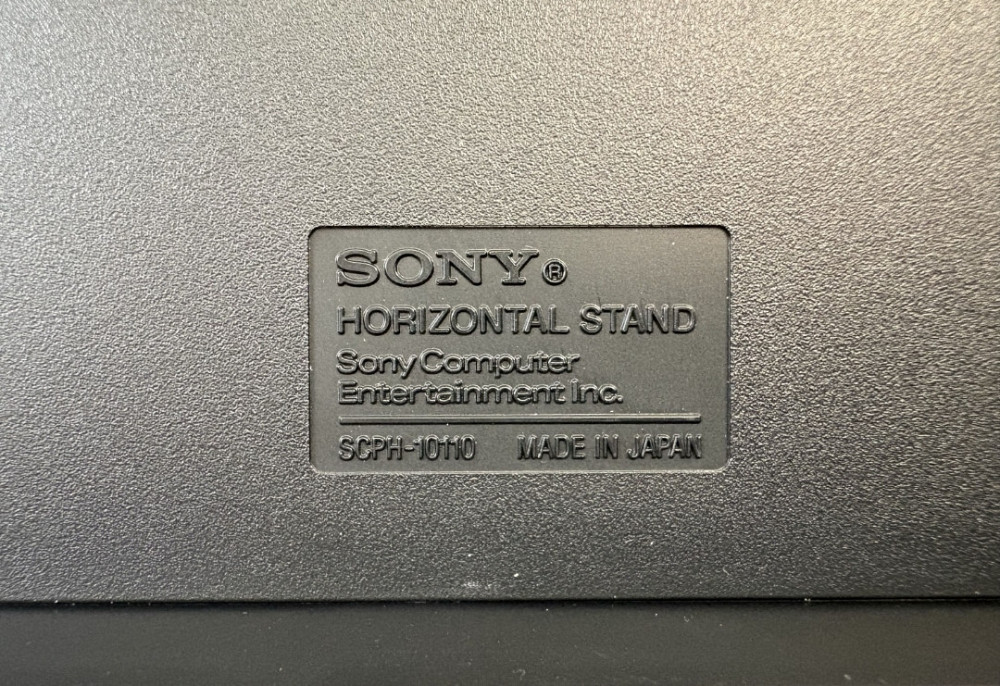 SONY®
HORIZONTAL STAND
Sony Computer
Entertainment Inc.
SCPH-10110 MADE IN JAPAN